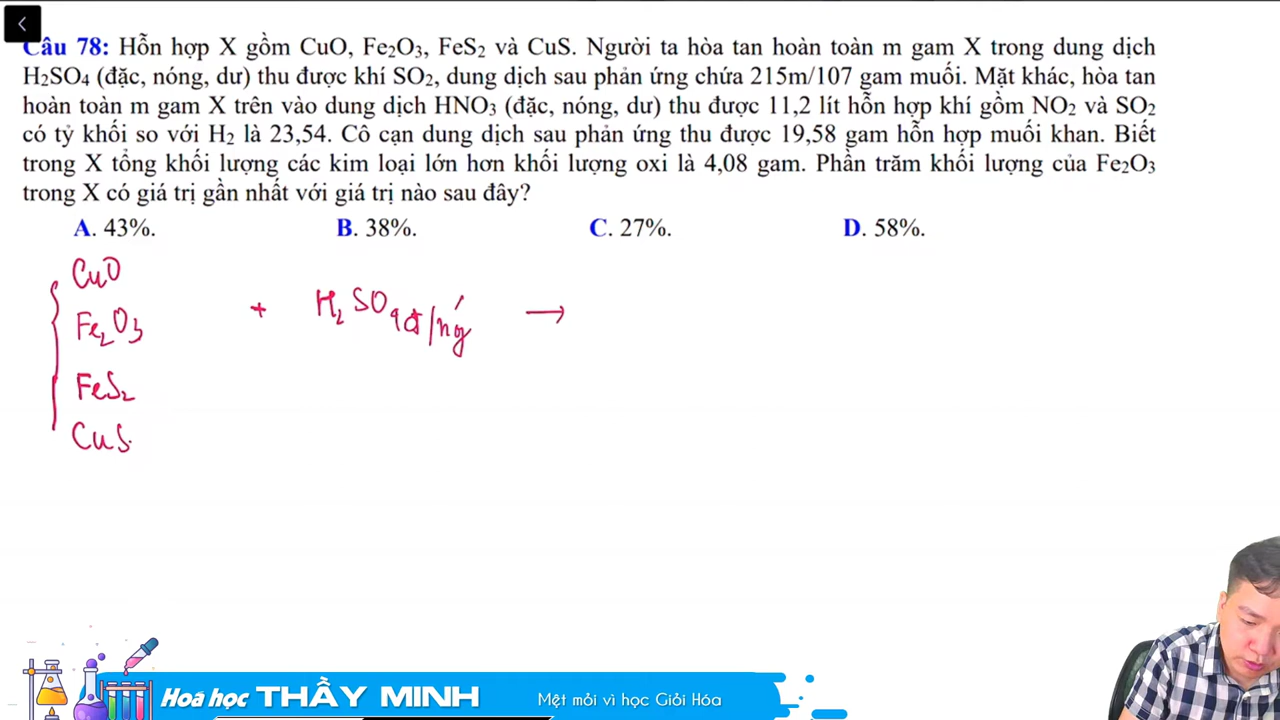 Câu 78: Hỗn hợp X gồm CuO, Fe₂O₃, FeS₂ và CuS. Người ta hòa tan hoàn toàn m gam X trong dung dịch
H₂SO₄ (đặc, nóng, dư) thu được khí SO₂, dung dịch sau phản ứng chứa 215m/107 gam muối. Mặt khác, hòa tan
hoàn toàn m gam X trên vào dung dịch HNO₃ (đặc, nóng, dư) thu được 11,2 lít hỗn hợp khí gồm NO₂ và SO₂
có tỷ khối so với H₂ là 23,54. Cô cạn dung dịch sau phản ứng thu được 19,58 gam hỗn hợp muối khan. Biết
trong X tổng khối lượng các kim loại lớn hơn khối lượng oxi là 4,08 gam. Phần trăm khối lượng của Fe₂O₃
trong X có giá trị gần nhất với giá trị nào sau đây?
A. 43%. B. 38%. C. 27%. D. 58%.
CuO
Fe₂O₃ + H₂SO₄ đ/nóng →
FeS₂
CuS
Hoá học THẦY MINH Mệt mỏi vì học Giỏi Hóa